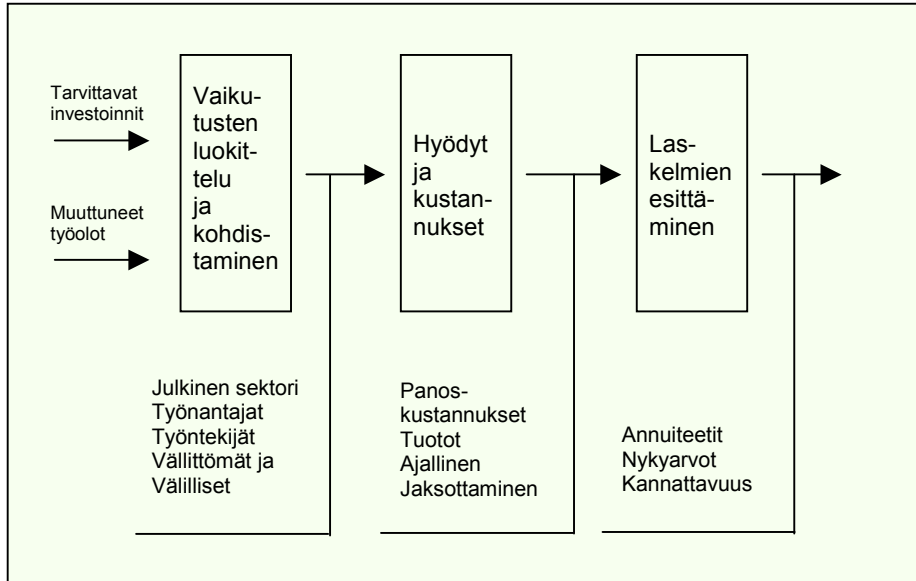 Tarvittavat
investoinnit
Muuttuneet
työolot
Vaiku-
tusten
luokit-
telu
ja
kohdis-
taminen
Hyödyt
ja
kustan-
nukset
Las-
kelmien
esittä-
minen
Julkinen sektori
Työnantajat
Työntekijät
Vällittömät ja
Välilliset
Panos-
kustannukset
Tuotot
Ajallinen
Jaksottaminen
Annuiteetit
Nykyarvot
Kannattavuus